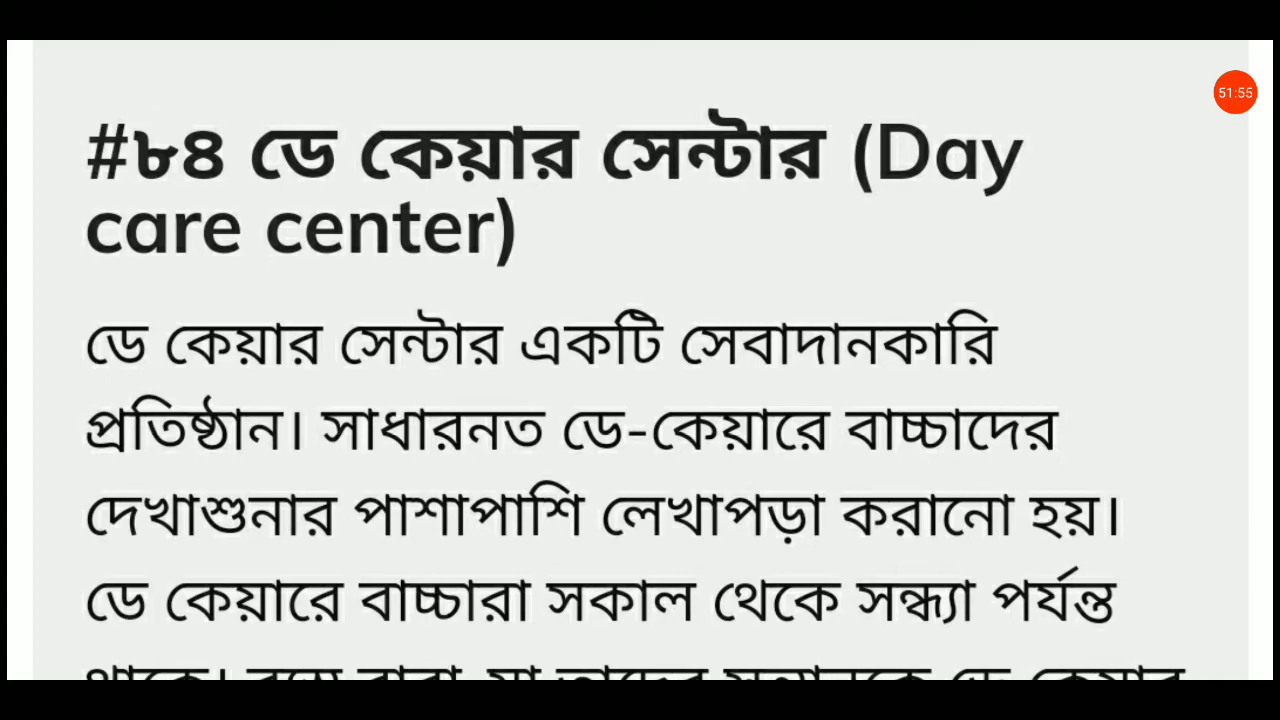 51:55
#৮৪ ডে কেয়ার সেন্টার (Day
care center)
ডে কেয়ার সেন্টার একটি সেবাদানকারি
প্রতিষ্ঠান। সাধারনত ডে-কেয়ারে বাচ্চাদের
দেখাশুনার পাশাপাশি লেখাপড়া করানো হয়।
ডে কেয়ারে বাচ্চারা সকাল থেকে সন্ধ্যা পর্যন্ত